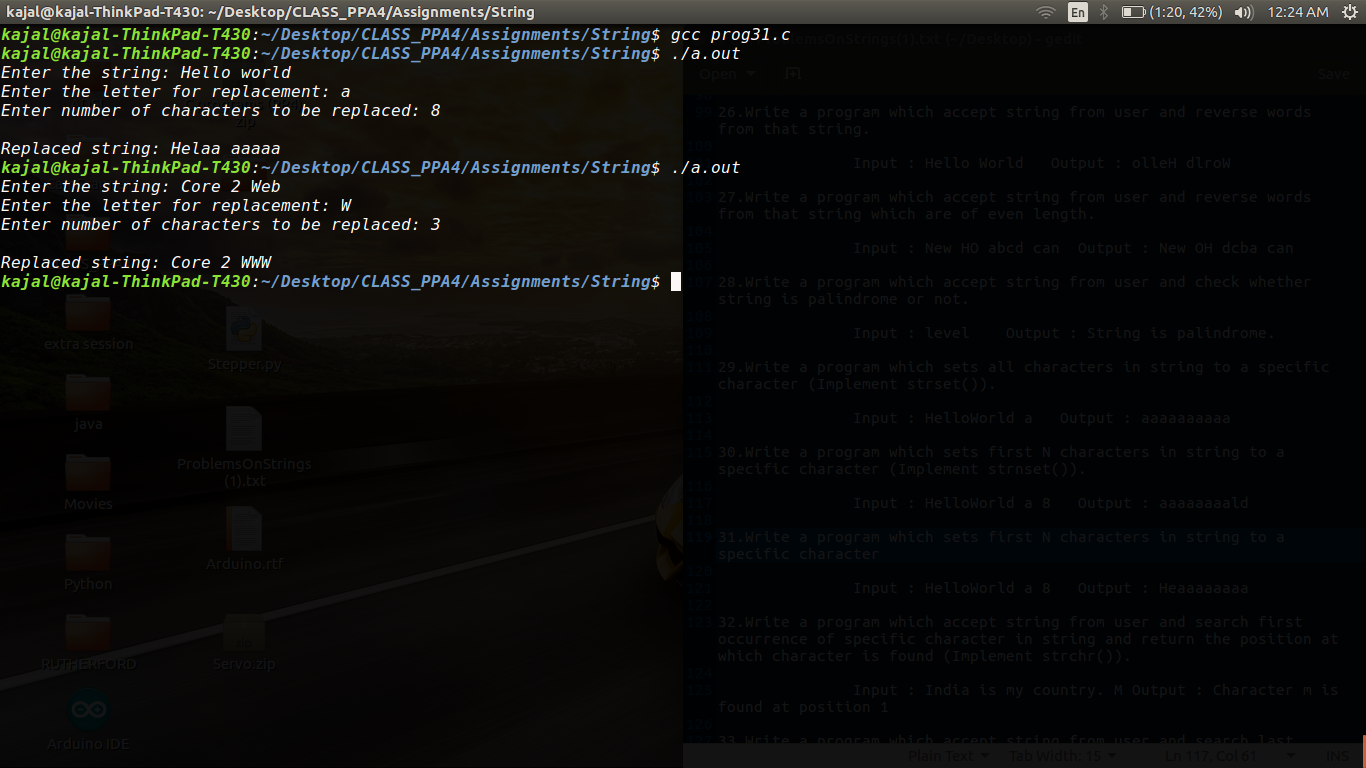 kajal@kajal-ThinkPad-T430: ~/Desktop/CLASS_PPA4/Assignments/String
En
(1:20, 42%)
12:24 AM
kajal@kajal-ThinkPad-T430:~/Desktop/CLASS_PPA4/Assignments/String$ gcc prog31.c
kajal@kajal-ThinkPad-T430:~/Desktop/CLASS_PPA4/Assignments/String$ ./a.out
Enter the string: Hello world
Enter the letter for replacement: a
Enter number of characters to be replaced: 8
Replaced string: Helaa aaaaa
kajal@kajal-ThinkPad-T430:~/Desktop/CLASS_PPA4/Assignments/String$ ./a.out
Enter the string: Core 2 Web
Enter the letter for replacement: W
Enter number of characters to be replaced: 3
Replaced string: Core 2 WWW
kajal@kajal-ThinkPad-T430:~/Desktop/CLASS_PPA4/Assignments/String$
zip
extra session
Stepper.py
java
ProblemsOnStrings
(1).txt
Movies
Arduino.rtf
Python
RUTHERFORD
Servo.zip
Arduino IDE
Open
Save
26.Write a program which accept string from user and reverse words
from that string.
Input : Hello World Output : olleH dlroW
27.Write a program which accept string from user and reverse words
from that string which are of even length.
Input : New HO abcd can Output : New OH dcba can
28.Write a program which accept string from user and check whether
string is palindrome or not.
Input : level Output : String is palindrome.
29.Write a program which sets all characters in string to a specific
character (Implement strset()).
Input : HelloWorld a Output : aaaaaaaaaa
30.Write a program which sets first N characters in string to a
specific character (Implement strnset()).
Input : HelloWorld a 8 Output : aaaaaaaald
31.Write a program which sets first N characters in string to a
specific character
Input : HelloWorld a 8 Output : Heaaaaaaaa
32.Write a program which accept string from user and search first
occurrence of specific character in string and return the position at
which character is found (Implement strchr()).
Input : India is my country. M Output : Character m is
found at position 1
33.Write a program which accept string from user and search last
Plain Text
Tab Width: 15
Ln 117, Col 61
INS